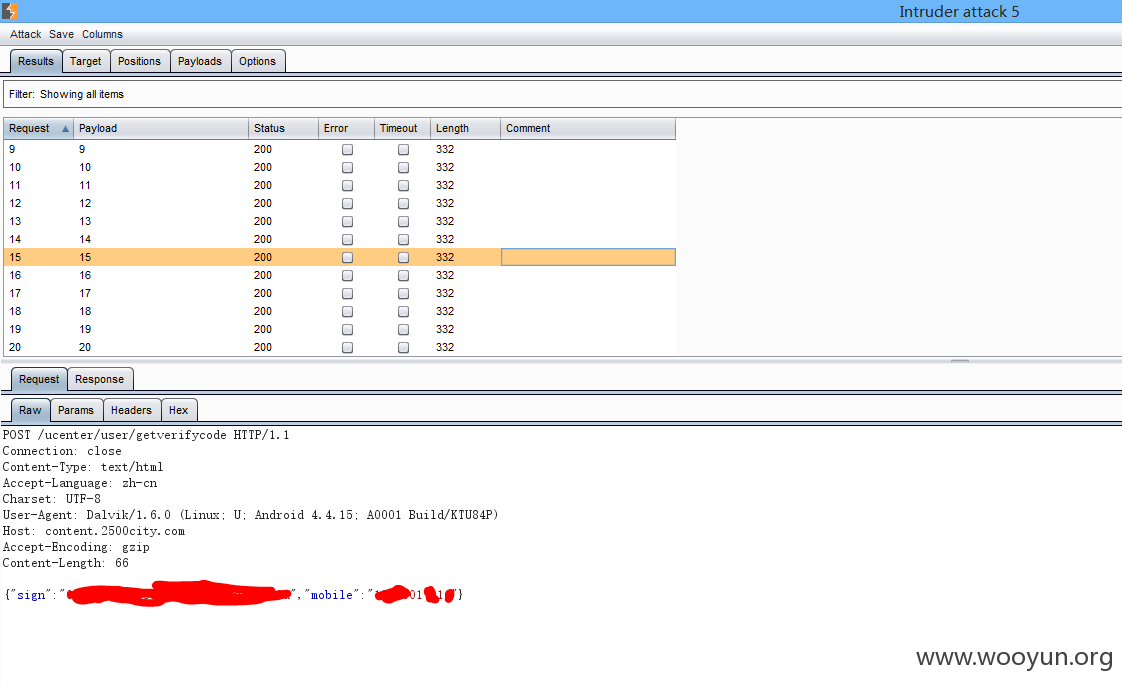 Intruder attack 5
Attack Save Columns
Results Target Positions Payloads Options
Filter: Showing all items
Request Payload Status Error Timeout Length Comment
9 9 200 332
10 10 200 332
11 11 200 332
12 12 200 332
13 13 200 332
14 14 200 332
15 15 200 332
16 16 200 332
17 17 200 332
18 18 200 332
19 19 200 332
20 20 200 332
Request Response
Raw Params Headers Hex
POST /ucenter/user/getverifycode HTTP/1.1
Connection: close
Content-Type: text/html
Accept-Language: zh-cn
Charset: UTF-8
User-Agent: Dalvik/1.6.0 (Linux; U; Android 4.4.15; A0001 Build/KTU84P)
Host: content.2500city.com
Accept-Encoding: gzip
Content-Length: 66
{"sign":" ","mobile":" "}
www.wooyun.org